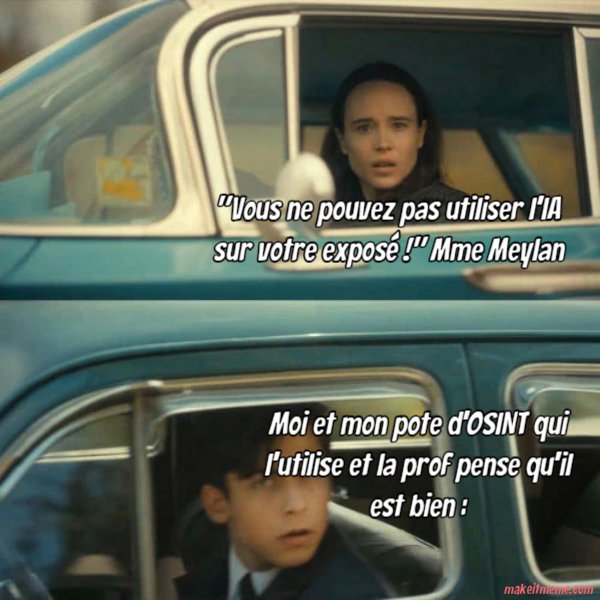 "Vous ne pouvez pas utiliser l'IA
sur votre exposé !" Mme Meylan
Moi et mon pote d'OSINT qui
l'utilise et la prof pense qu'il
est bien :
makeitmeme.com